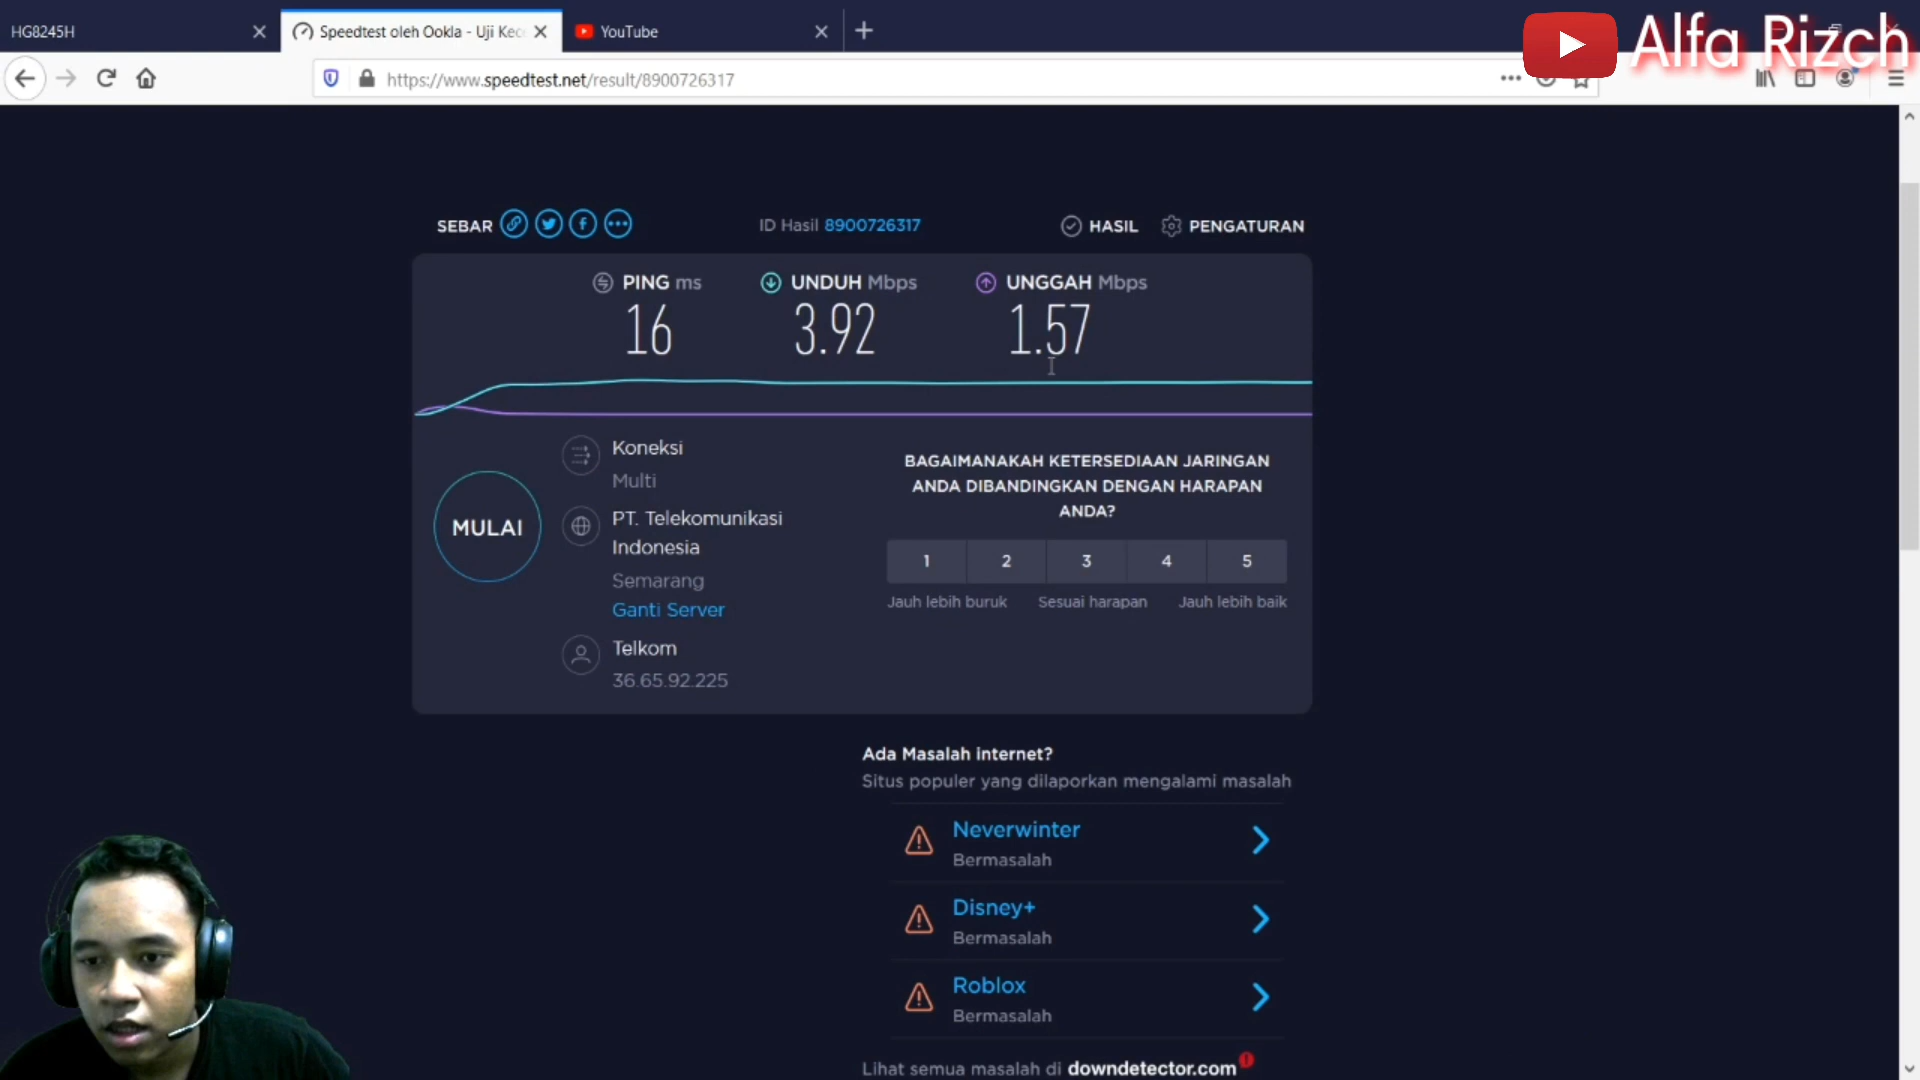 HG8245H
Speedtest oleh Ookla - Uji Kece
YouTube
Alfa Rizch
https://www.speedtest.net/result/8900726317
SEBAR
ID Hasil 8900726317
HASIL
PENGATURAN
PING ms
UNDUH Mbps
UNGGAH Mbps
16
3.92
1.57
MULAI
Koneksi
Multi
PT. Telekomunikasi
Indonesia
Semarang
Ganti Server
Telkom
36.65.92.225
BAGAIMANAKAH KETERSEDIAAN JARINGAN
ANDA DIBANDINGKAN DENGAN HARAPAN
ANDA?
1 2 3 4 5
Jauh lebih buruk Sesuai harapan Jauh lebih baik
Ada Masalah internet?
Situs populer yang dilaporkan mengalami masalah
Neverwinter
Bermasalah
Disney+
Bermasalah
Roblox
Bermasalah
Lihat semua masalah di downdetector.com